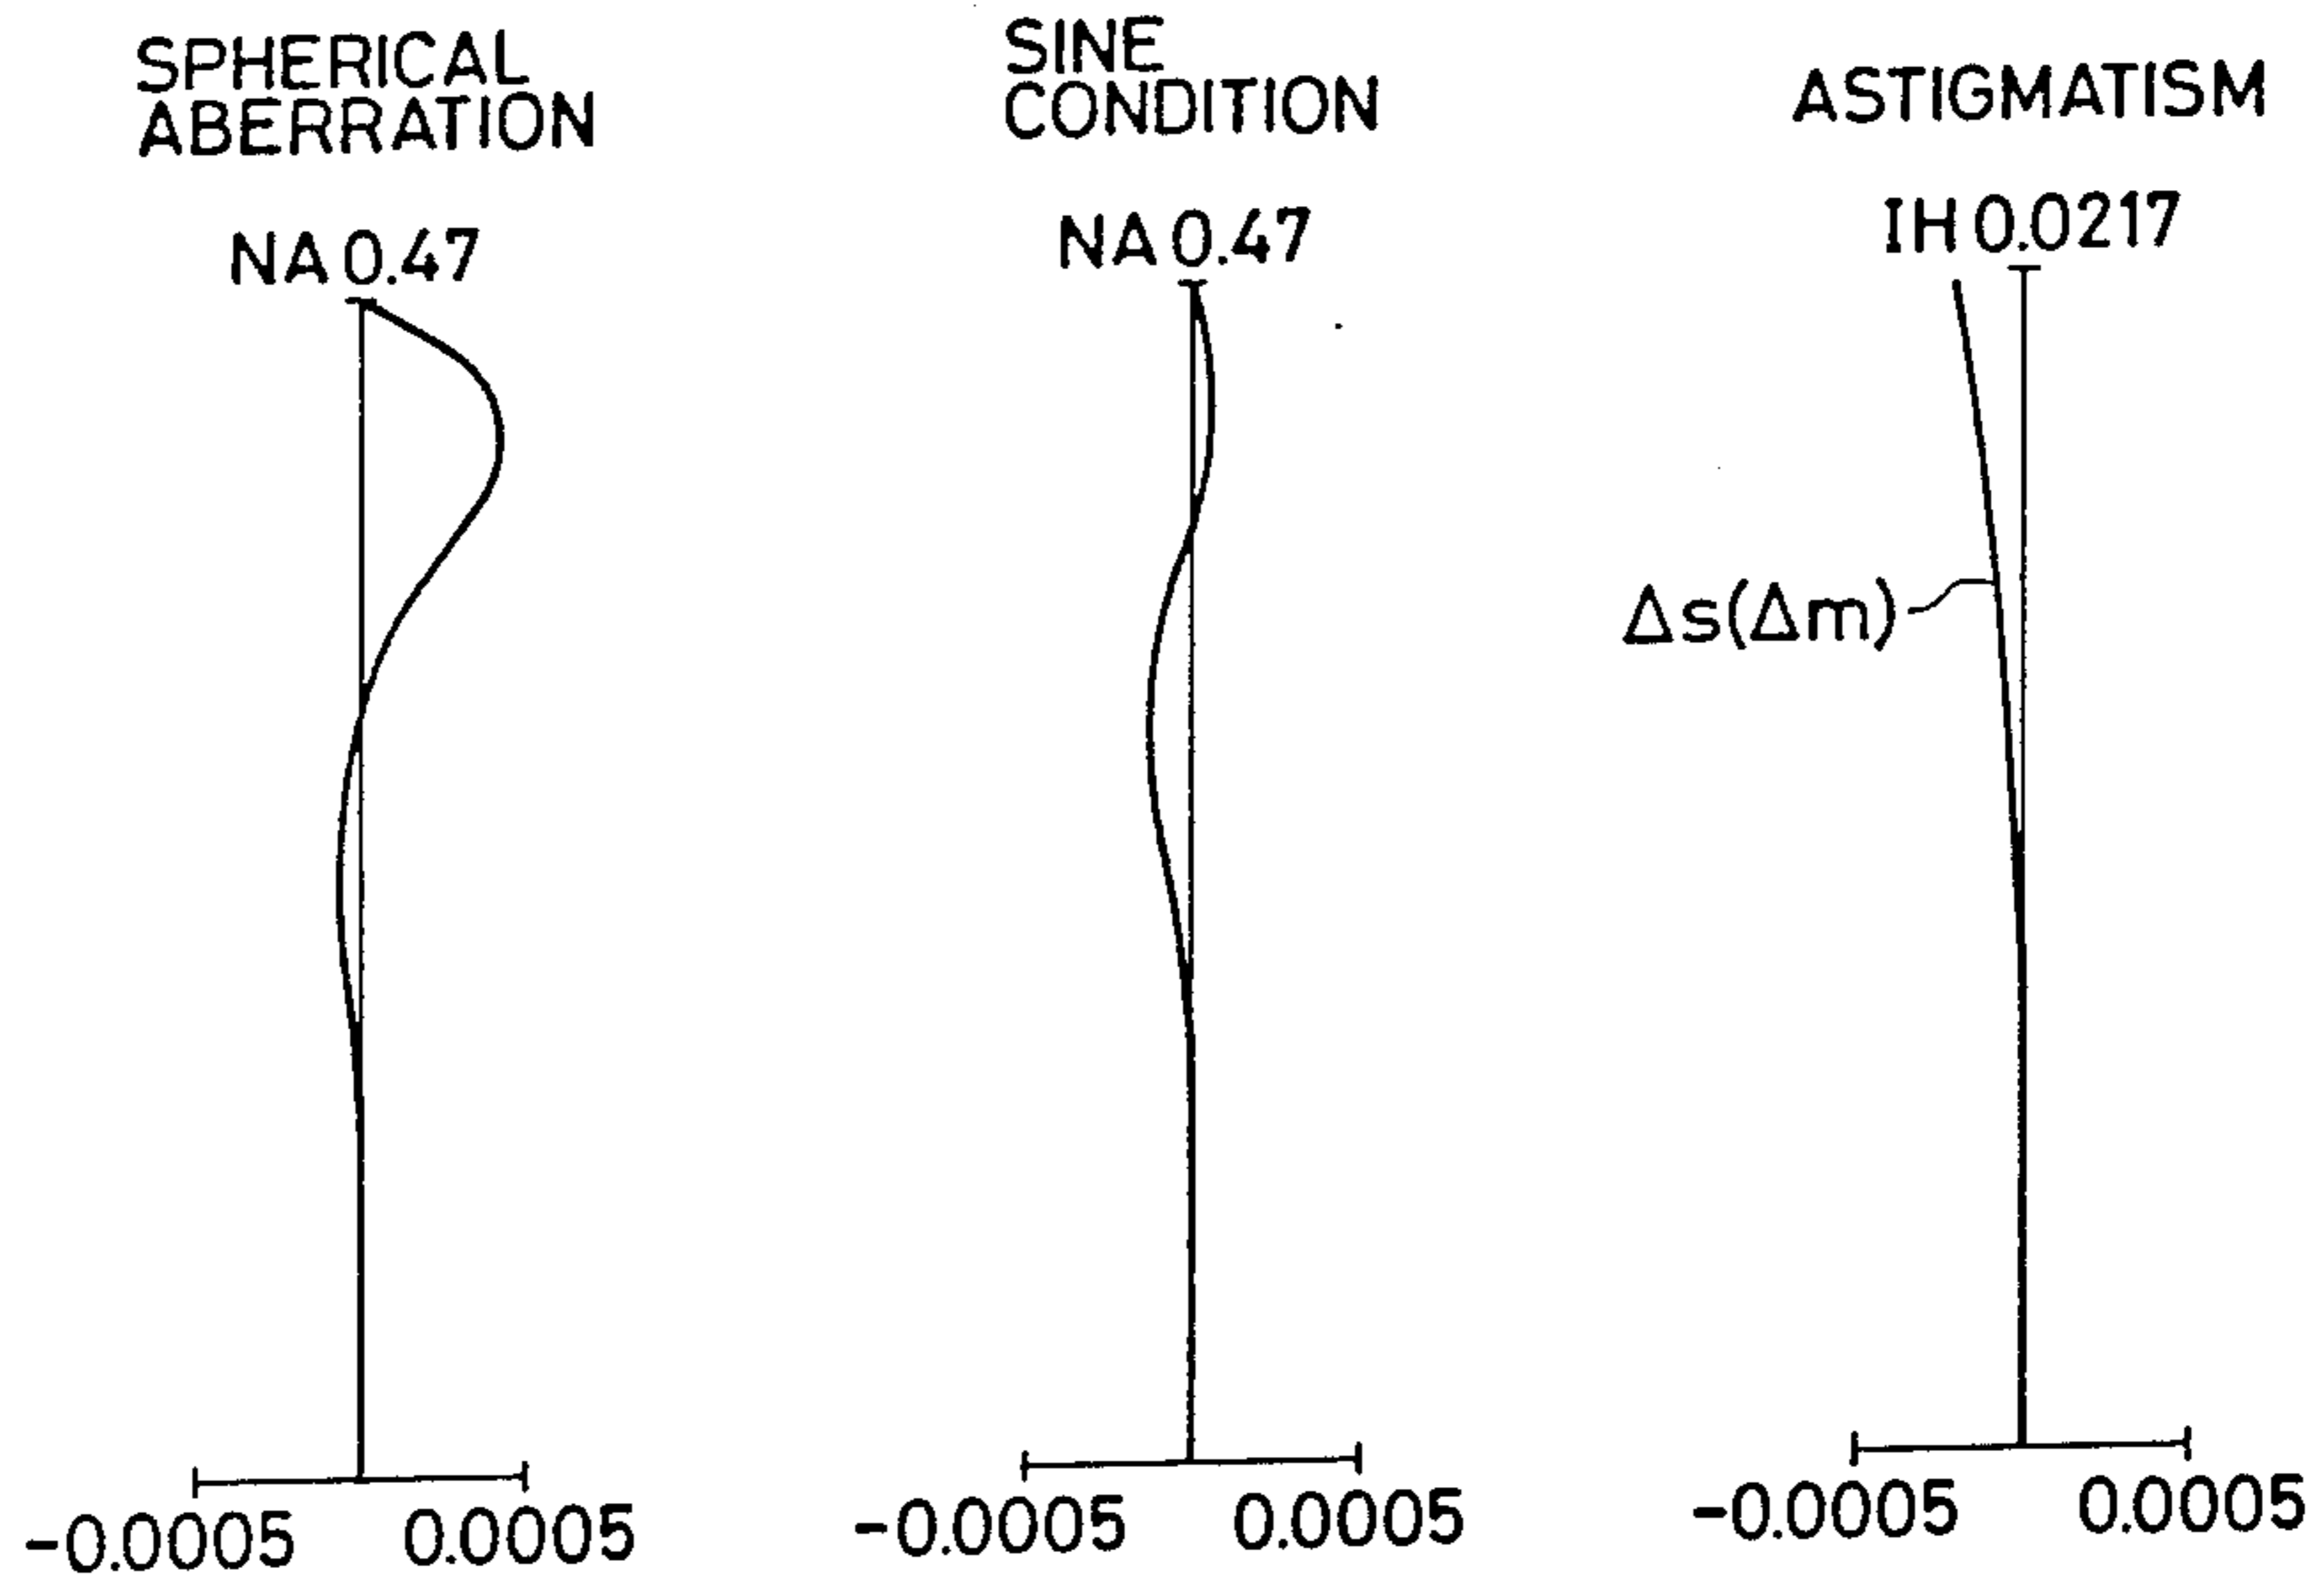 SPHERICAL
ABERRATION
NA 0.47
-0.0005 0.0005
SINE
CONDITION
NA 0.47
-0.0005 0.0005
ASTIGMATISM
IH 0.0217
Δs(Δm)
-0.0005 0.0005